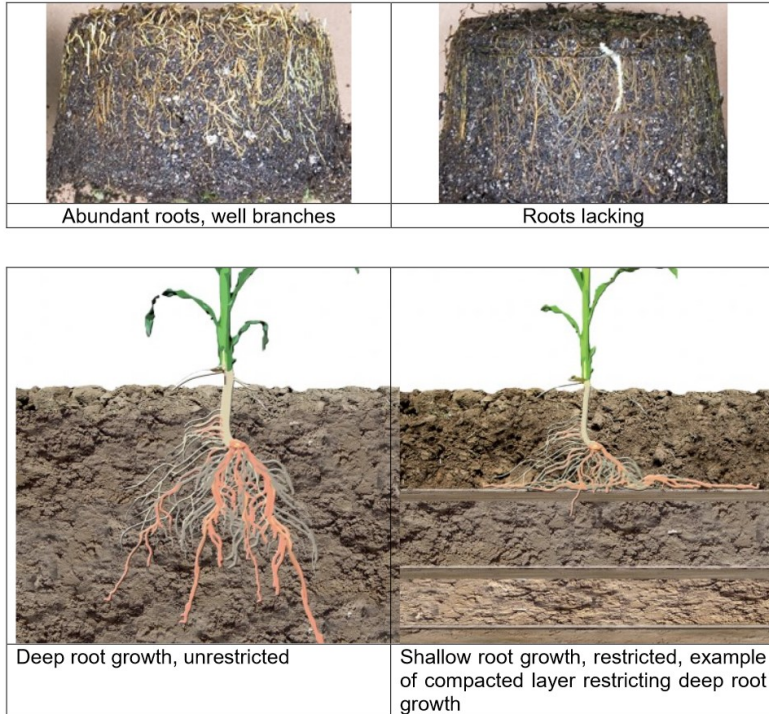 Abundant roots, well branches
Roots lacking
Deep root growth, unrestricted
Shallow root growth, restricted, example
of compacted layer restricting deep root
growth